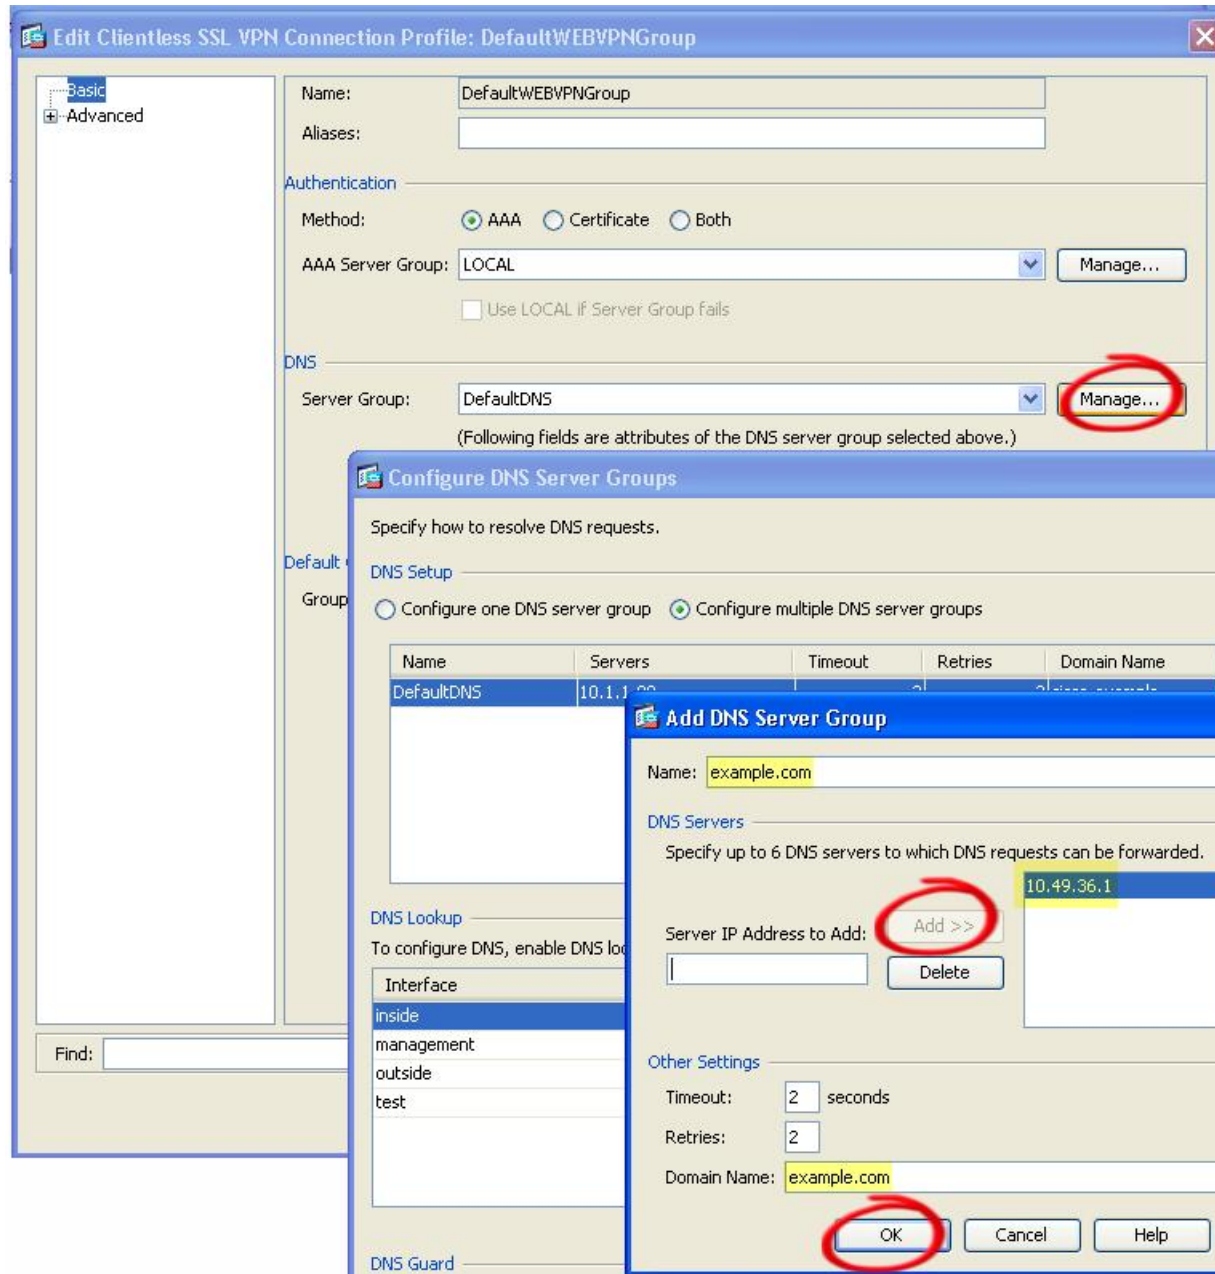 Edit Clientless SSL VPN Connection Profile: DefaultWEBVPNGroup
Basic
Advanced
Name: DefaultWEBVPNGroup
Aliases:
Authentication
Method: AAA Certificate Both
AAA Server Group: LOCAL Manage...
Use LOCAL if Server Group fails
DNS
Server Group: DefaultDNS Manage...
(Following fields are attributes of the DNS server group selected above.)
Default
Group
Find:
Configure DNS Server Groups
Specify how to resolve DNS requests.
DNS Setup
Configure one DNS server group Configure multiple DNS server groups
Name Servers Timeout Retries Domain Name
DefaultDNS
DNS Lookup
To configure DNS, enable DNS
Interface
inside
management
outside
test
DNS Guard
Add DNS Server Group
Name: example.com
DNS Servers
Specify up to 6 DNS servers to which DNS requests can be forwarded.
10.49.36.1
Server IP Address to Add: Add >>
Delete
Other Settings
Timeout: 2 seconds
Retries: 2
Domain Name: example.com
OK Cancel Help